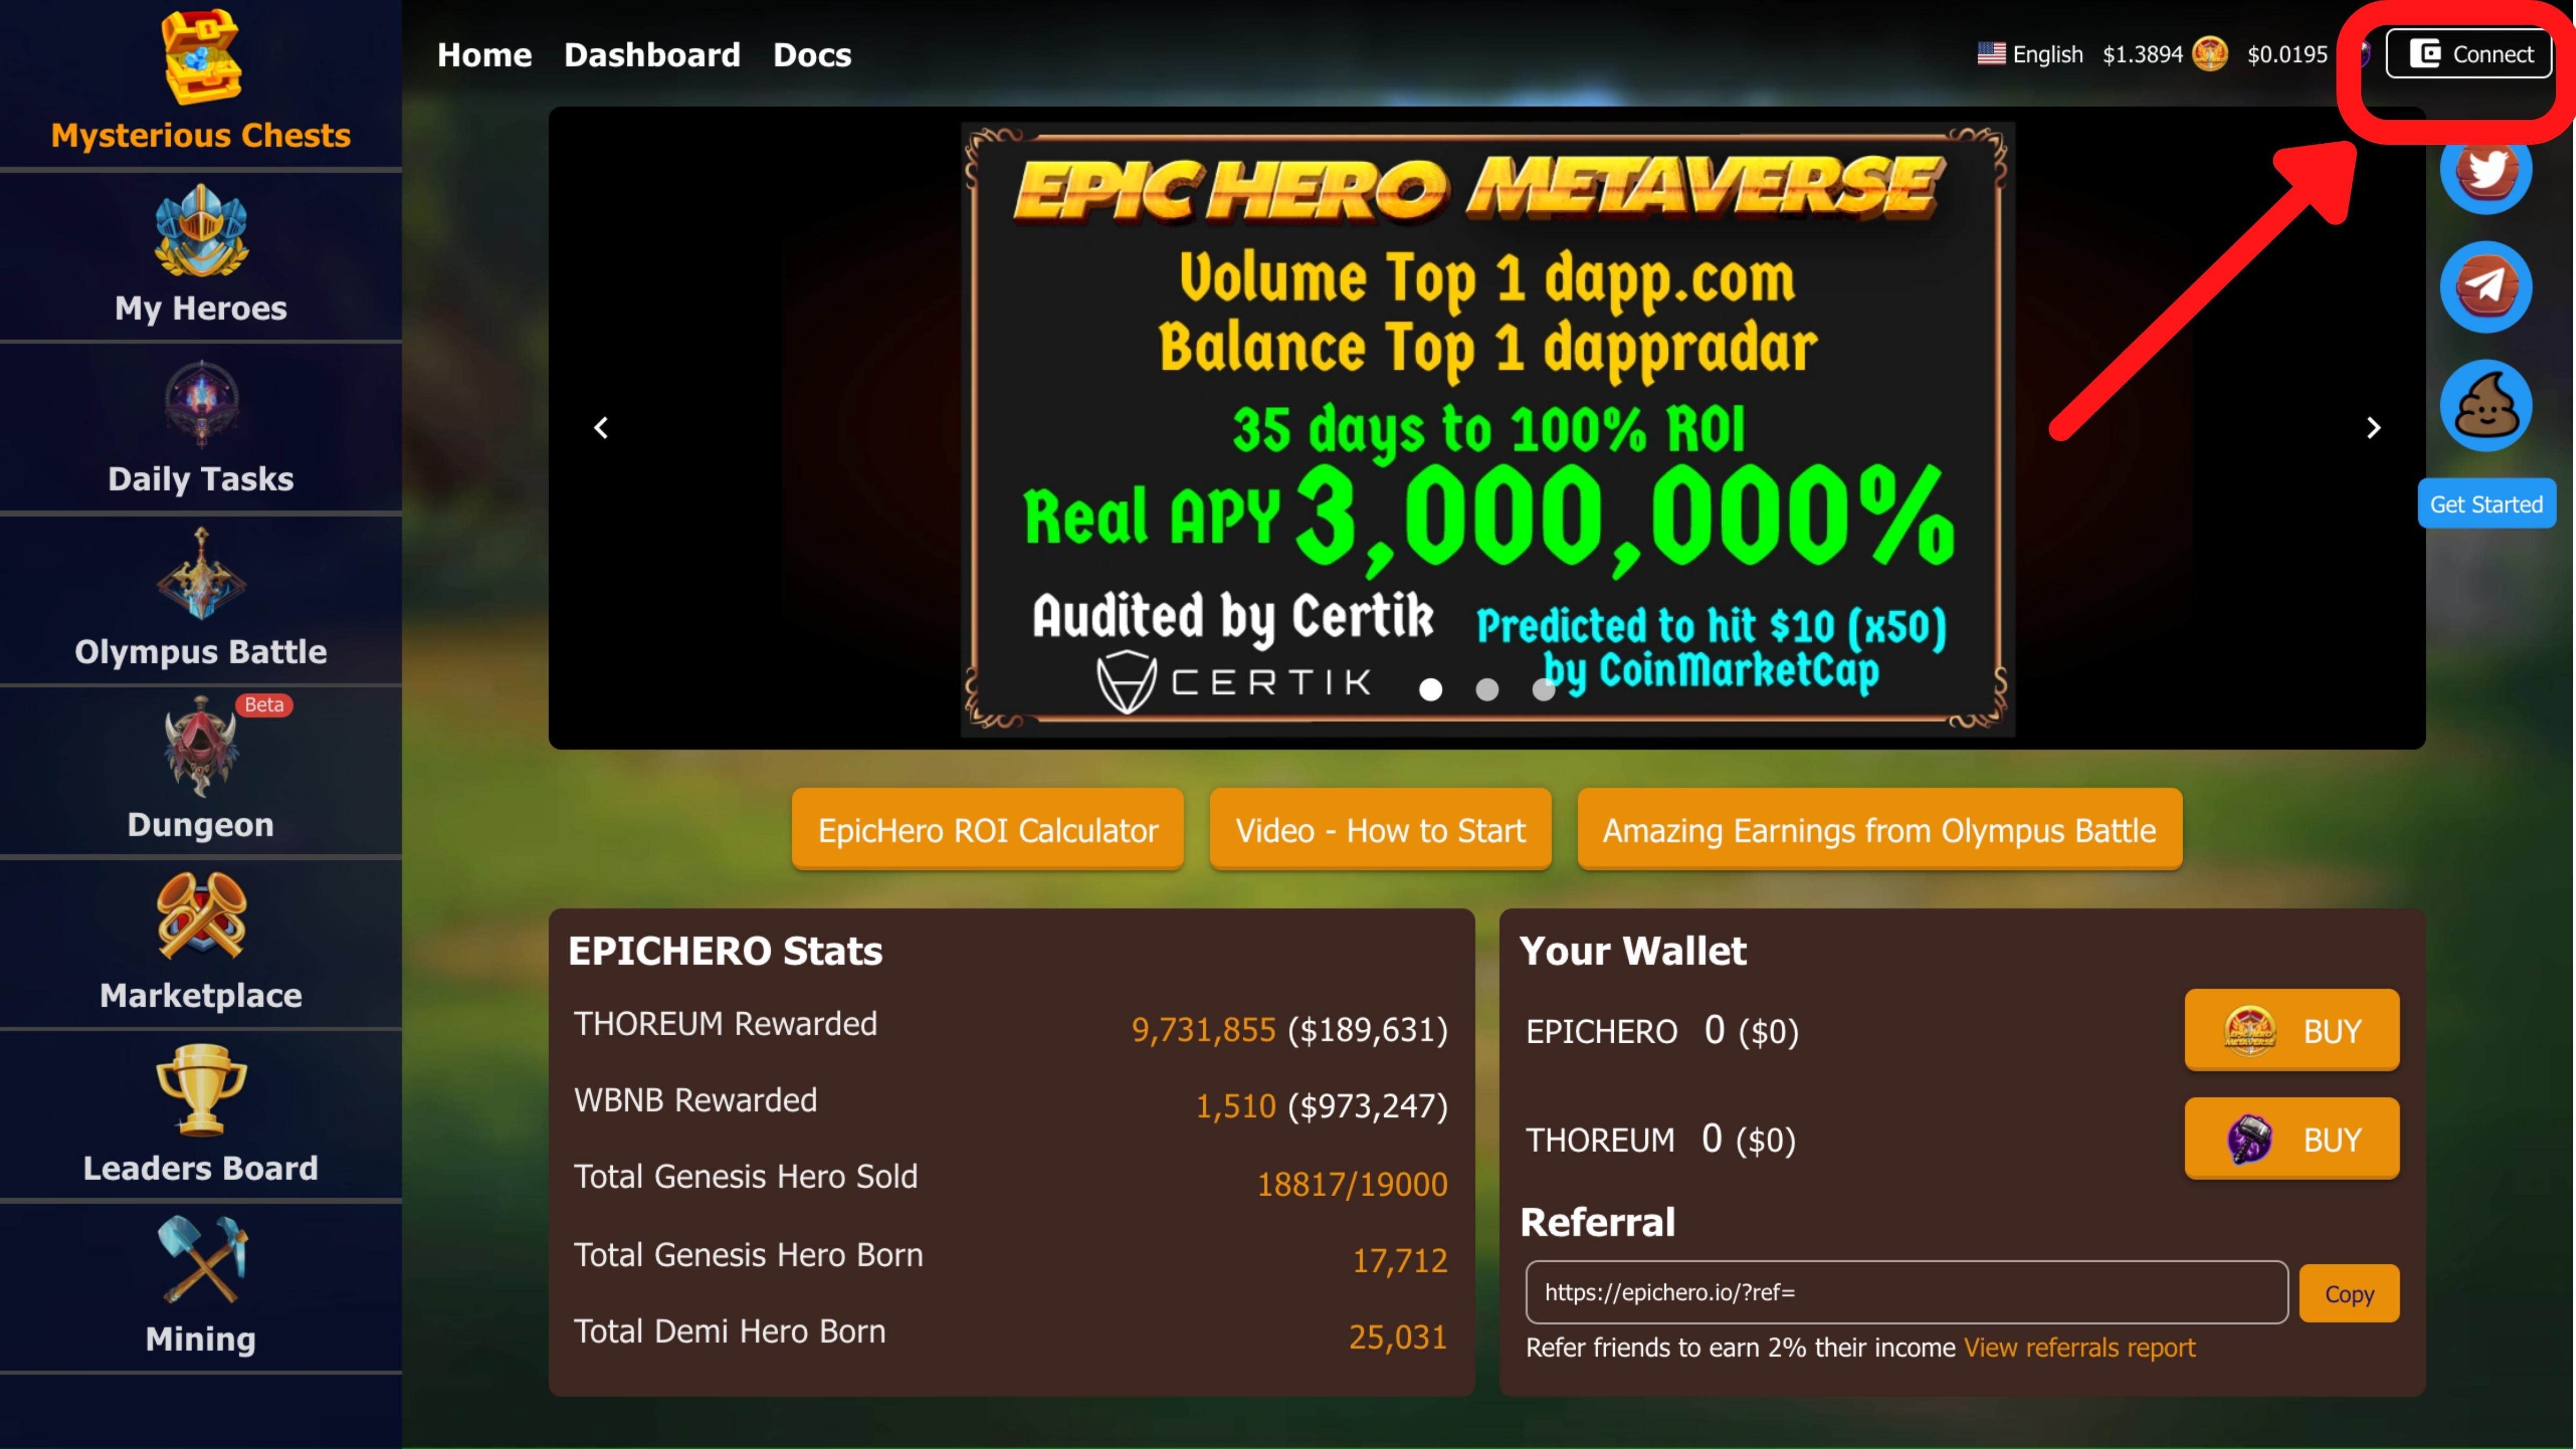 Mysterious Chests
My Heroes
Daily Tasks
Olympus Battle
Beta
Dungeon
Marketplace
Leaders Board
Mining
Home Dashboard Docs
English $1.3894 $0.0195 Connect
EPIC HERO METAVERSE
Volume Top 1 dapp.com
Balance Top 1 dappradar
35 days to 100% ROI
Real APY 3,000,000%
Audited by Certik
CERTIK
Predicted to hit $10 (x50)
by CoinMarketCap
Get Started
EpicHero ROI Calculator
Video - How to Start
Amazing Earnings from Olympus Battle
EPICHERO Stats
THOREUM Rewarded 9,731,855 ($189,631)
WBNB Rewarded 1,510 ($973,247)
Total Genesis Hero Sold 18817/19000
Total Genesis Hero Born 17,712
Total Demi Hero Born 25,031
Your Wallet
EPICHERO 0 ($0) EPIC HERO METAVERSE BUY
THOREUM 0 ($0) BUY
Referral
https://epichero.io/?ref= Copy
Refer friends to earn 2% their income View referrals report